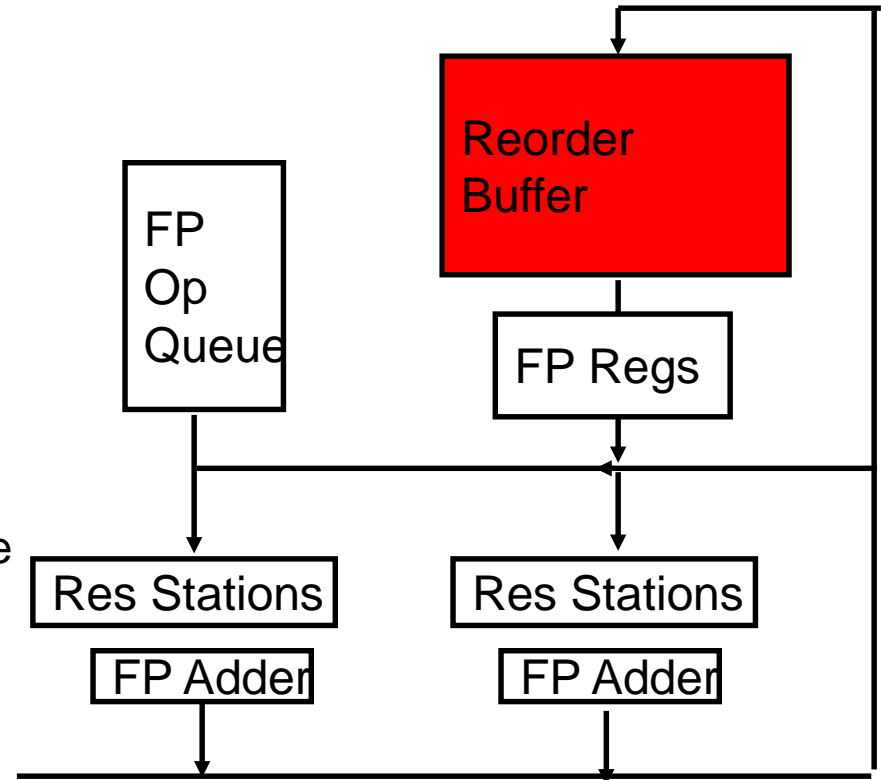 Reorder
Buffer
FP
Op
Queue
FP Regs
e
Res Stations
Res Stations
FP Adder
FP Adder